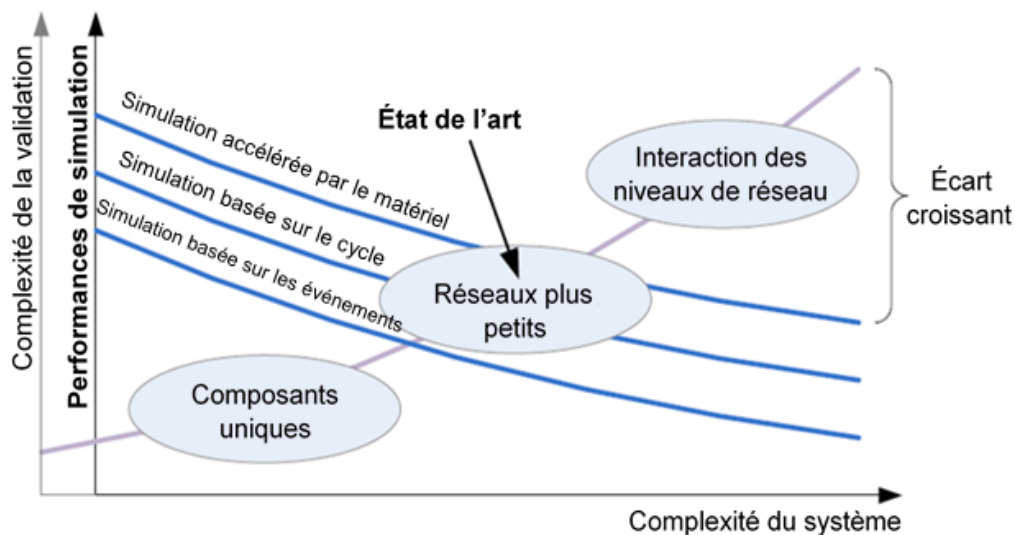 Complexité de la validation
Performances de simulation
Simulation accélérée par le matériel
Simulation basée sur le cycle
Simulation basée sur les événements
État de l'art
Interaction des
niveaux de réseau
Écart
croissant
Réseaux plus
petits
Composants
uniques
Complexité du système